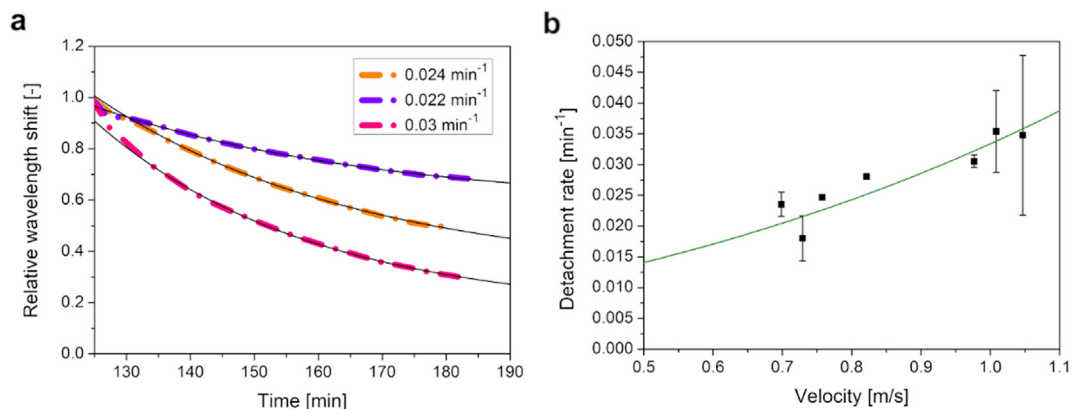 a
1.2
1.0
0.8
0.6
0.4
0.2
0.0
Relative wavelength shift [-]
130 140 150 160 170 180 190
Time [min]
0.024 min⁻¹
0.022 min⁻¹
0.03 min⁻¹
b
0.050
0.045
0.040
0.035
0.030
0.025
0.020
0.015
0.010
0.005
0.000
Detachment rate [min⁻¹]
0.5 0.6 0.7 0.8 0.9 1.0 1.1
Velocity [m/s]